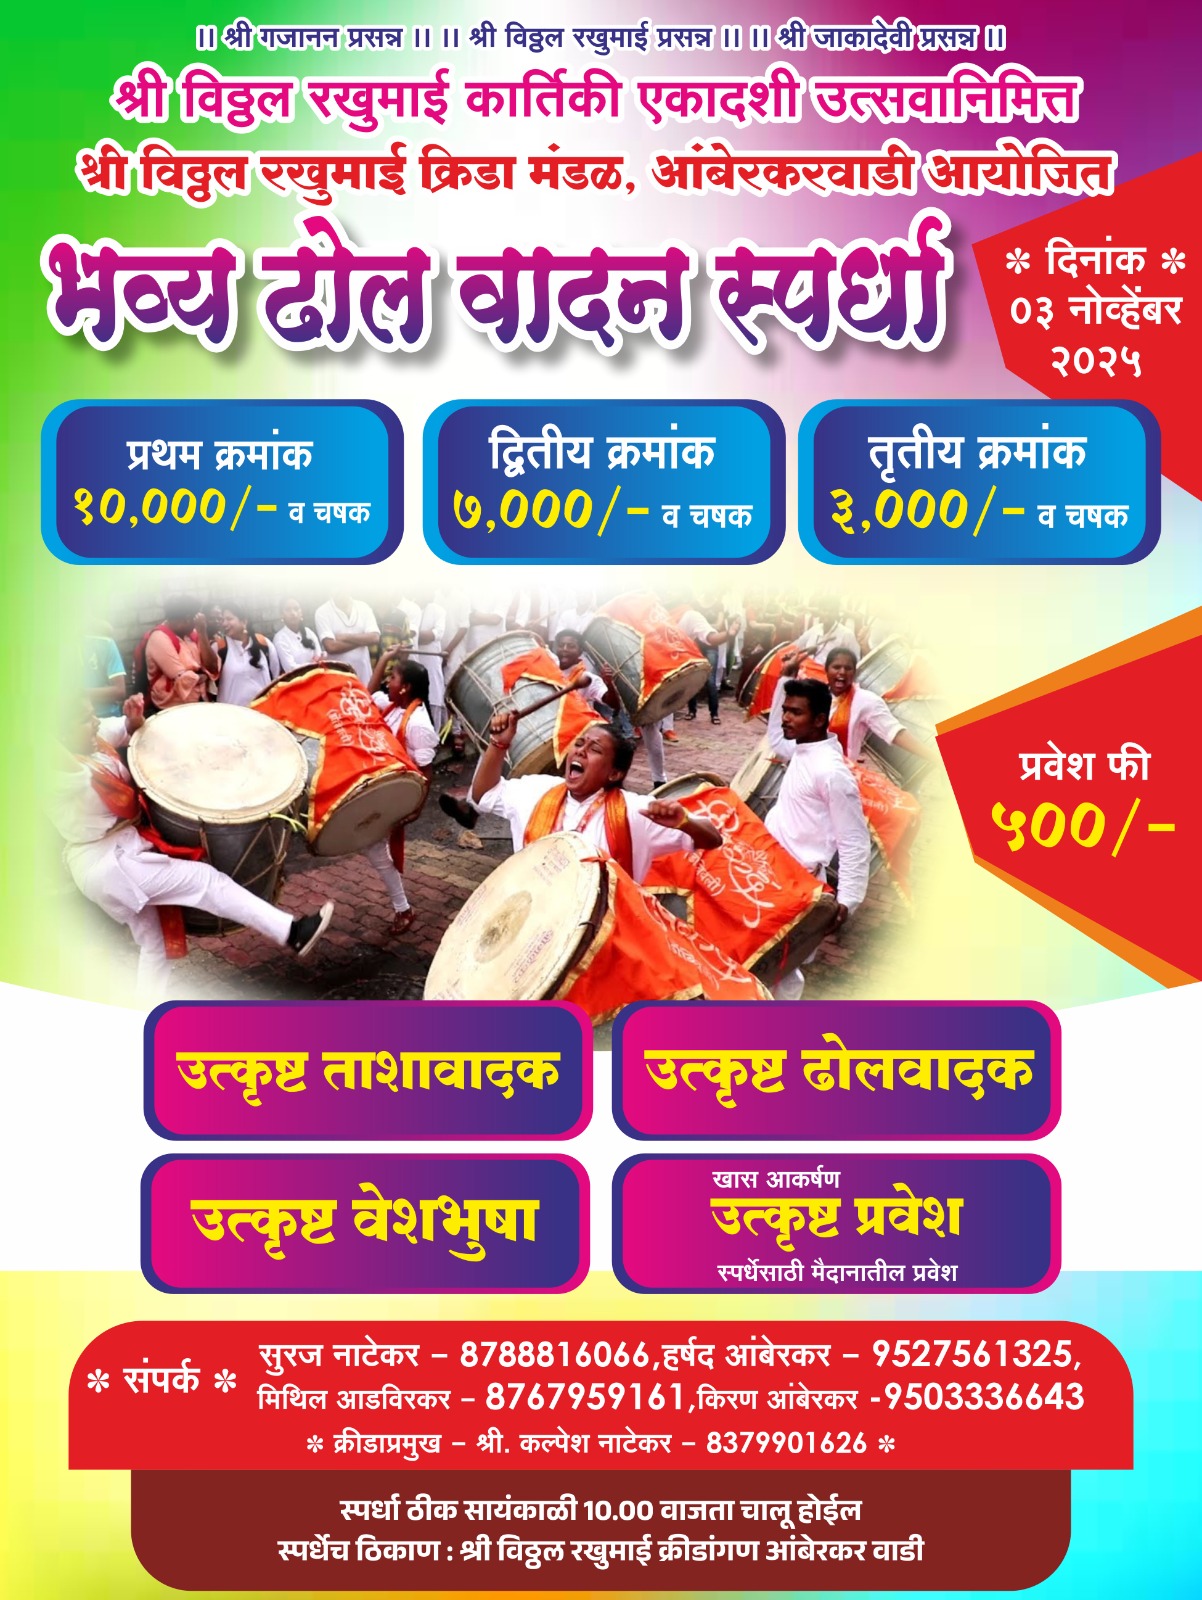 || श्री गजानन प्रसन्न || || श्री विठ्ठल रखुमाई प्रसन्न || || श्री जाकादेवी प्रसन्न ||
श्री विठ्ठल रखुमाई कार्तिकी एकादशी उत्सवानिमित्त
श्री विठ्ठल रखुमाई क्रिडा मंडळ, आंबेरकरवाडी आयोजित
भव्य ढोल वादन स्पर्धा
✽ दिनांक ✽
०३ नोव्हेंबर
२०२५
प्रथम क्रमांक
१०,०००/- व चषक
द्वितीय क्रमांक
७,०००/- व चषक
तृतीय क्रमांक
३,०००/- व चषक
प्रवेश फी
५००/-
उत्कृष्ट ताशावादक
उत्कृष्ट ढोलवादक
उत्कृष्ट वेशभुषा
खास आकर्षण
उत्कृष्ट प्रवेश
स्पर्धेसाठी मैदानातील प्रवेश
✽ संपर्क ✽
सुरज नाटेकर – 8788816066,हर्षद आंबेरकर – 9527561325,
मिथिल आडविरकर – 8767959161,किरण आंबेरकर -9503336643
✽ क्रीडाप्रमुख – श्री. कल्पेश नाटेकर – 8379901626 ✽
स्पर्धा ठीक सायंकाळी 10.00 वाजता चालू होईल
स्पर्धेच ठिकाण : श्री विठ्ठल रखुमाई क्रीडांगण आंबेरकर वाडी